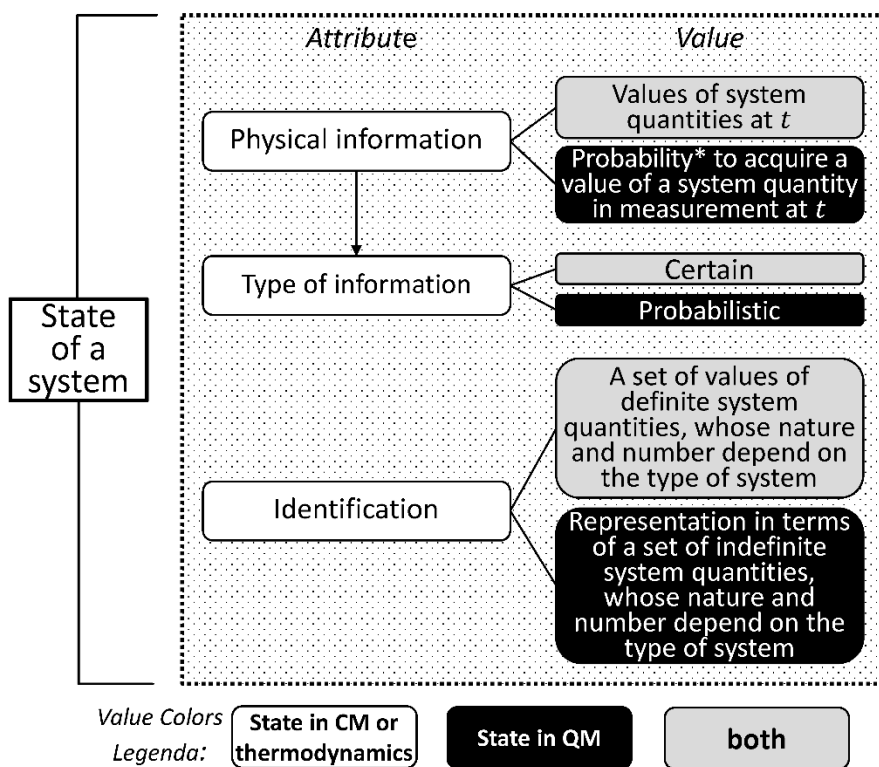 Attribute
Value
Physical information
Values of system
quantities at t
Probability* to acquire a
value of a system quantity
in measurement at t
Type of information
Certain
Probabilistic
State
of a
system
Identification
A set of values of
definite system
quantities, whose nature
and number depend on
the type of system
Representation in terms
of a set of indefinite
system quantities,
whose nature and
number depend on the
type of system
Value Colors
Legenda:
State in CM or
thermodynamics
State in QM
both